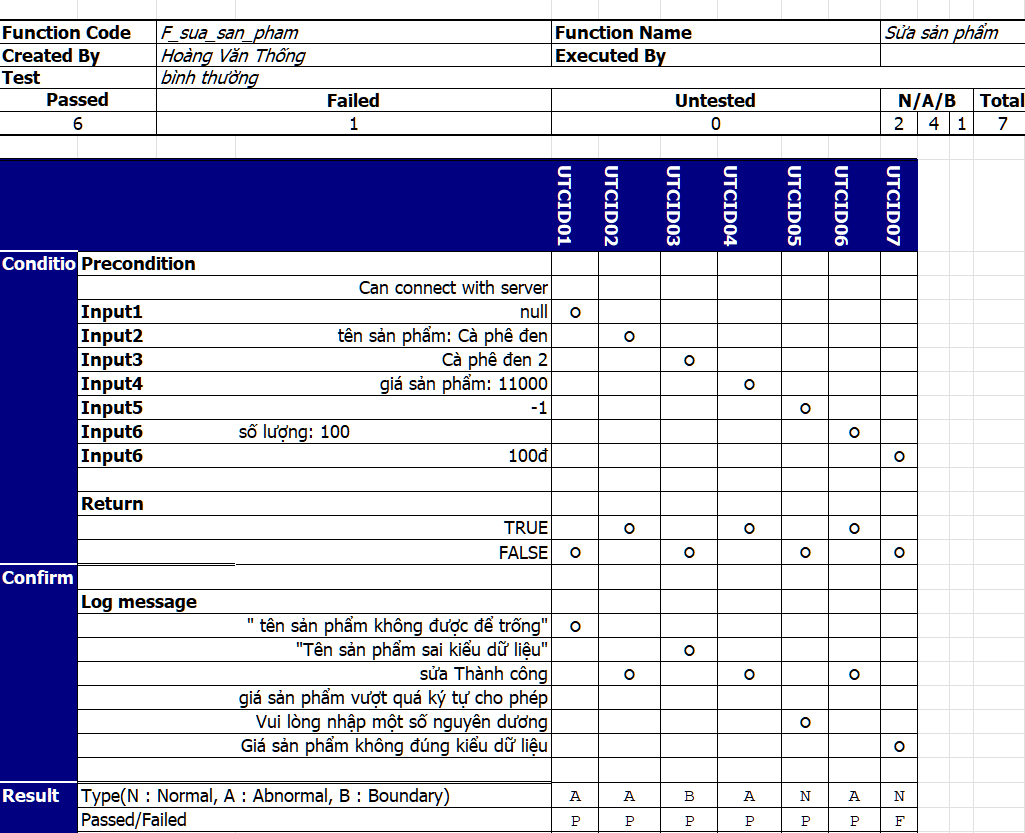 Function Code F_sua_san_pham Function Name Sửa sản phẩm
Created By Hoàng Văn Thống Executed By
Test bình thường
Passed Failed Untested N/A/B Total
6 1 0 2 4 1 7
UTCID01 UTCID02 UTCID03 UTCID04 UTCID05 UTCID06 UTCID07
Conditio Precondition
Can connect with server
Input1 null O
Input2 tên sản phẩm: Cà phê đen O
Input3 Cà phê đen 2 O
Input4 giá sản phẩm: 11000 O
Input5 -1 O
Input6 số lượng: 100 O
Input6 100đ O
Return
TRUE O O O
FALSE O O O O
Confirm
Log message
" tên sản phẩm không được để trống" O
"Tên sản phẩm sai kiểu dữ liệu" O
sửa Thành công O O O
giá sản phẩm vượt quá ký tự cho phép
Vui lòng nhập một số nguyên dương O
Giá sản phẩm không đúng kiểu dữ liệu O
Result Type(N : Normal, A : Abnormal, B : Boundary) A A B A N A N
Passed/Failed P P P P P P F